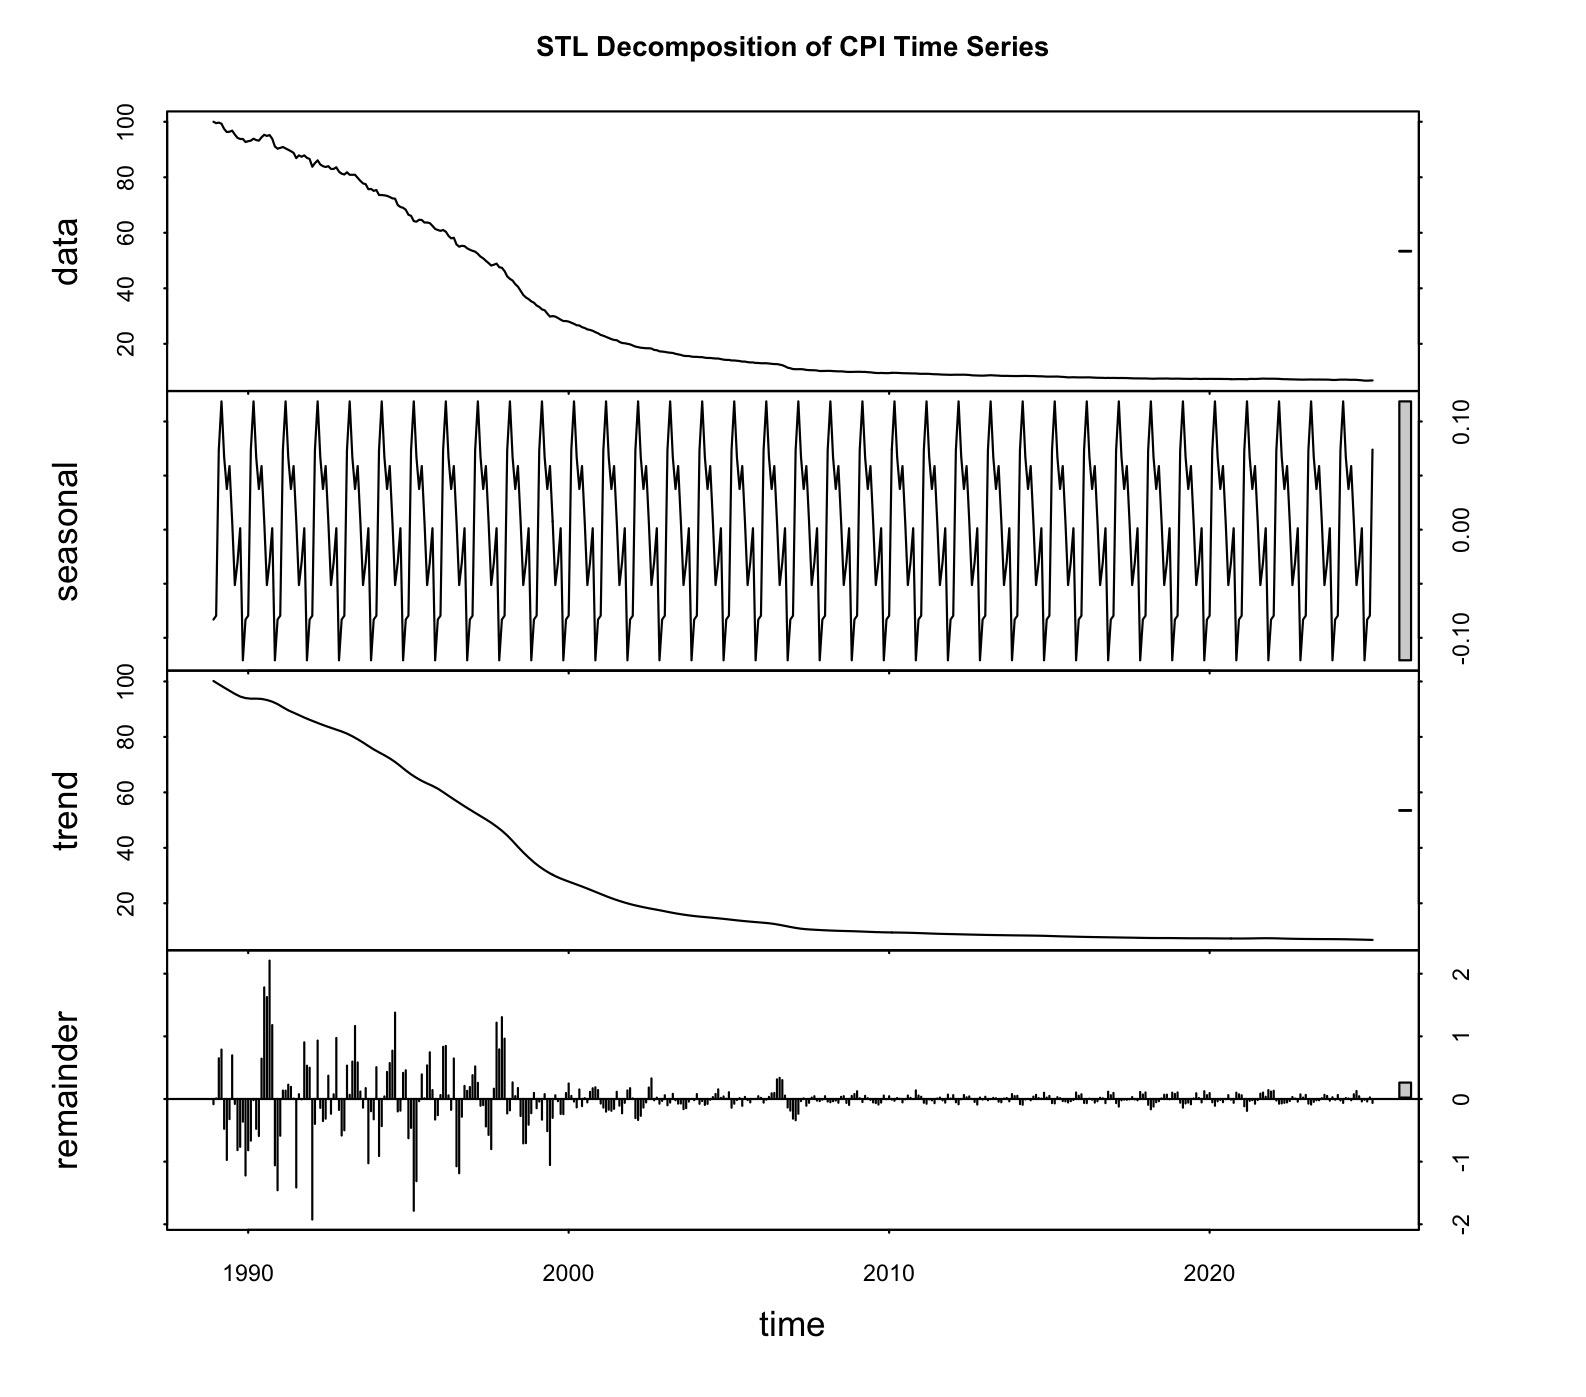 STL Decomposition of CPI Time Series
data
20 40 60 80 100
seasonal
-0.10 0.00 0.10
trend
20 40 60 80 100
remainder
-2 -1 0 1 2
1990 2000 2010 2020
time